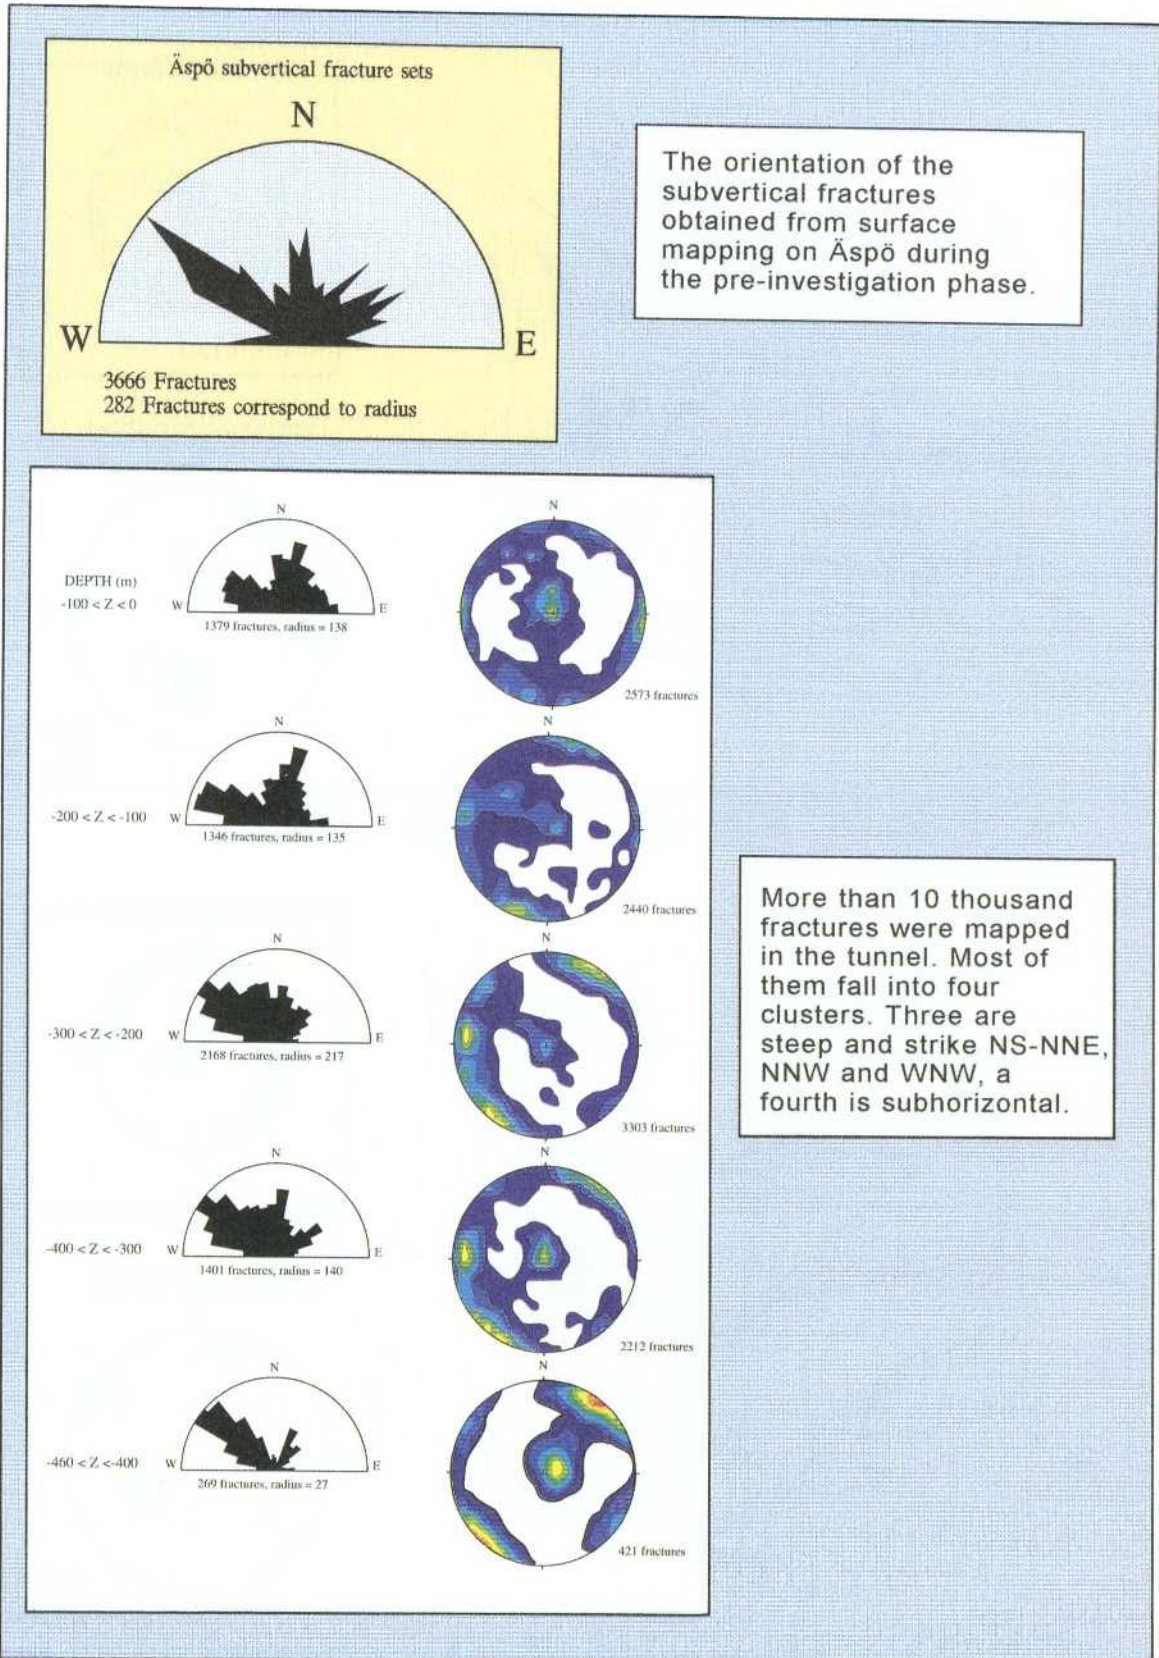 Äspö subvertical fracture sets
N
W
E
3666 Fractures
282 Fractures correspond to radius
The orientation of the
subvertical fractures
obtained from surface
mapping on Äspö during
the pre-investigation phase.
N
N
DEPTH (m)
-100 < Z < 0
W
E
1379 fractures, radius = 138
2573 fractures
N
N
-200 < Z < -100
W
E
1346 fractures, radius = 135
2440 fractures
N
N
-300 < Z < -200
W
E
2168 fractures, radius = 217
3303 fractures
N
N
-400 < Z < -300
W
E
1401 fractures, radius = 140
2212 fractures
N
N
-460 < Z <-400
W
E
269 fractures, radius = 27
421 fractures
More than 10 thousand
fractures were mapped
in the tunnel. Most of
them fall into four
clusters. Three are
steep and strike NS-NNE,
NNW and WNW, a
fourth is subhorizontal.